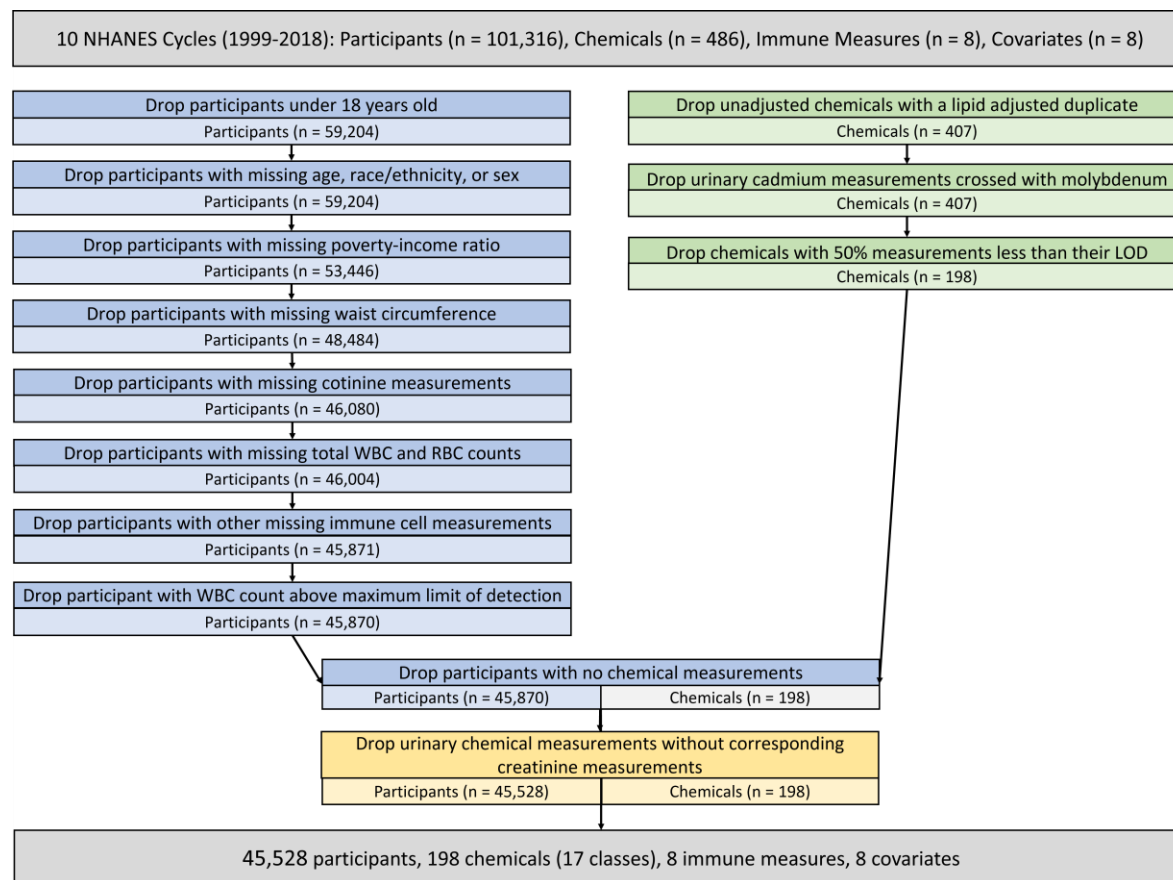 10 NHANES Cycles (1999-2018): Participants (n = 101,316), Chemicals (n = 486), Immune Measures (n = 8), Covariates (n = 8)
Drop participants under 18 years old
Participants (n = 59,204)
Drop participants with missing age, race/ethnicity, or sex
Participants (n = 59,204)
Drop participants with missing poverty-income ratio
Participants (n = 53,446)
Drop participants with missing waist circumference
Participants (n = 48,484)
Drop participants with missing cotinine measurements
Participants (n = 46,080)
Drop participants with missing total WBC and RBC counts
Participants (n = 46,004)
Drop participants with other missing immune cell measurements
Participants (n = 45,871)
Drop participant with WBC count above maximum limit of detection
Participants (n = 45,870)
Drop unadjusted chemicals with a lipid adjusted duplicate
Chemicals (n = 407)
Drop urinary cadmium measurements crossed with molybdenum
Chemicals (n = 407)
Drop chemicals with 50% measurements less than their LOD
Chemicals (n = 198)
Drop participants with no chemical measurements
Participants (n = 45,870) Chemicals (n = 198)
Drop urinary chemical measurements without corresponding
creatinine measurements
Participants (n = 45,528) Chemicals (n = 198)
45,528 participants, 198 chemicals (17 classes), 8 immune measures, 8 covariates